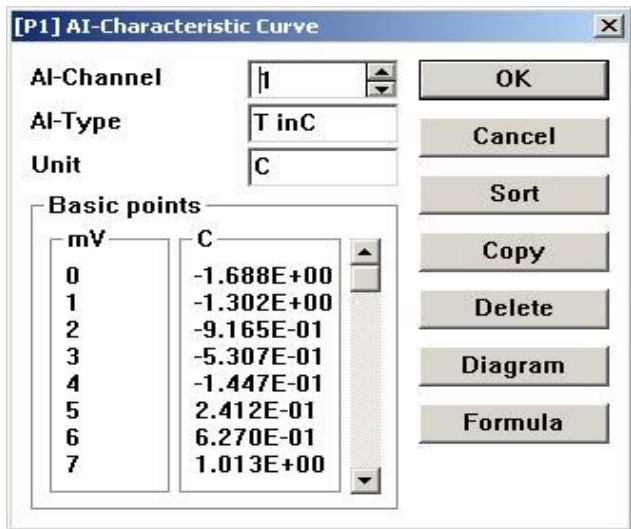 [P1] AI-Characteristic Curve
AI-Channel 1
AI-Type T inC
Unit C
Basic points
mV C
0 -1.688E+00
1 -1.302E+00
2 -9.165E-01
3 -5.307E-01
4 -1.447E-01
5 2.412E-01
6 6.270E-01
7 1.013E+00
OK
Cancel
Sort
Copy
Delete
Diagram
Formula